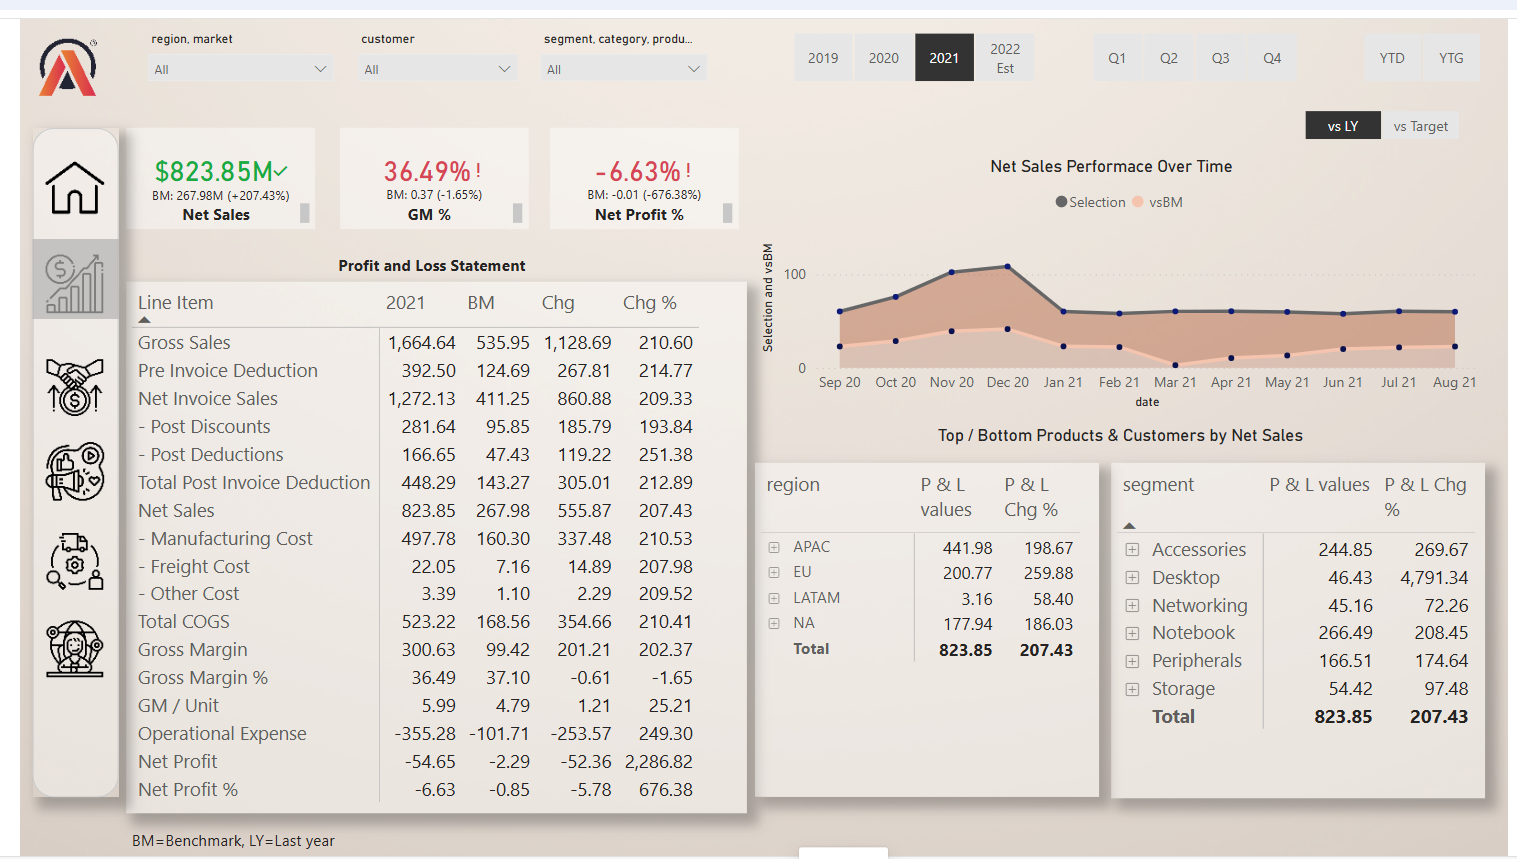 region, market
customer
segment, category, produ...
All
All
All
2019 2020 2021 2022 Est
Q1 Q2 Q3 Q4
YTD YTG
vs LY vs Target
$823.85M
BM: 267.98M (+207.43%)
Net Sales
36.49% !
BM: 0.37 (-1.65%)
GM %
-6.63% !
BM: -0.01 (-676.38%)
Net Profit %
Net Sales Performace Over Time
Selection vsBM
Selection and vsBM
100
0
Sep 20 Oct 20 Nov 20 Dec 20 Jan 21 Feb 21 Mar 21 Apr 21 May 21 Jun 21 Jul 21 Aug 21
date
Profit and Loss Statement
Line Item 2021 BM Chg Chg %
Gross Sales 1,664.64 535.95 1,128.69 210.60
Pre Invoice Deduction 392.50 124.69 267.81 214.77
Net Invoice Sales 1,272.13 411.25 860.88 209.33
- Post Discounts 281.64 95.85 185.79 193.84
- Post Deductions 166.65 47.43 119.22 251.38
Total Post Invoice Deduction 448.29 143.27 305.01 212.89
Net Sales 823.85 267.98 555.87 207.43
- Manufacturing Cost 497.78 160.30 337.48 210.53
- Freight Cost 22.05 7.16 14.89 207.98
- Other Cost 3.39 1.10 2.29 209.52
Total COGS 523.22 168.56 354.66 210.41
Gross Margin 300.63 99.42 201.21 202.37
Gross Margin % 36.49 37.10 -0.61 -1.65
GM / Unit 5.99 4.79 1.21 25.21
Operational Expense -355.28 -101.71 -253.57 249.30
Net Profit -54.65 -2.29 -52.36 2,286.82
Net Profit % -6.63 -0.85 -5.78 676.38
Top / Bottom Products & Customers by Net Sales
region P & L values P & L Chg %
APAC 441.98 198.67
EU 200.77 259.88
LATAM 3.16 58.40
NA 177.94 186.03
Total 823.85 207.43
segment P & L values P & L Chg %
Accessories 244.85 269.67
Desktop 46.43 4,791.34
Networking 45.16 72.26
Notebook 266.49 208.45
Peripherals 166.51 174.64
Storage 54.42 97.48
Total 823.85 207.43
BM=Benchmark, LY=Last year